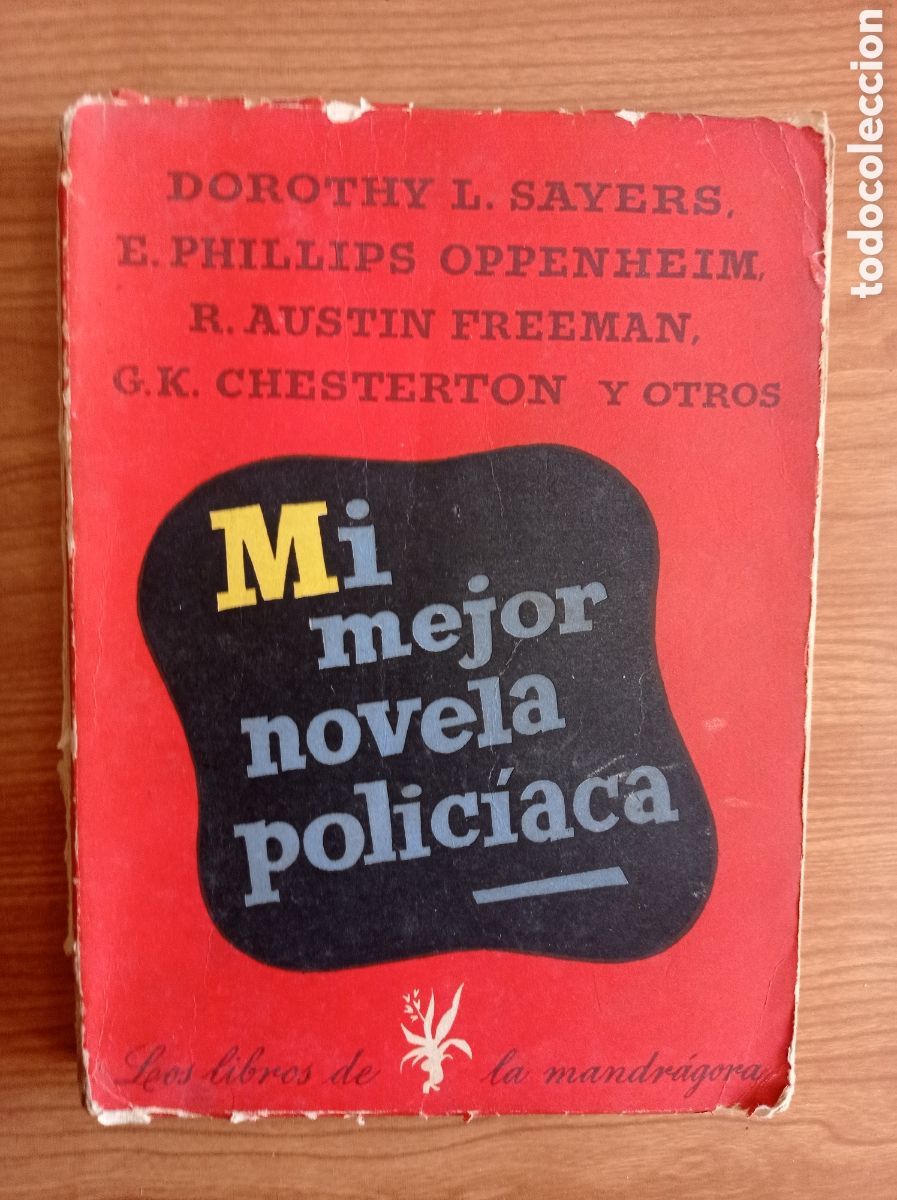 DOROTHY L. SAYERS,
E. PHILLIPS OPPENHEIM,
R. AUSTIN FREEMAN,
G.K. CHESTERTON Y OTROS
Mi
mejor
novela
policíaca
Los libros de la mandrágora
todocoleccion